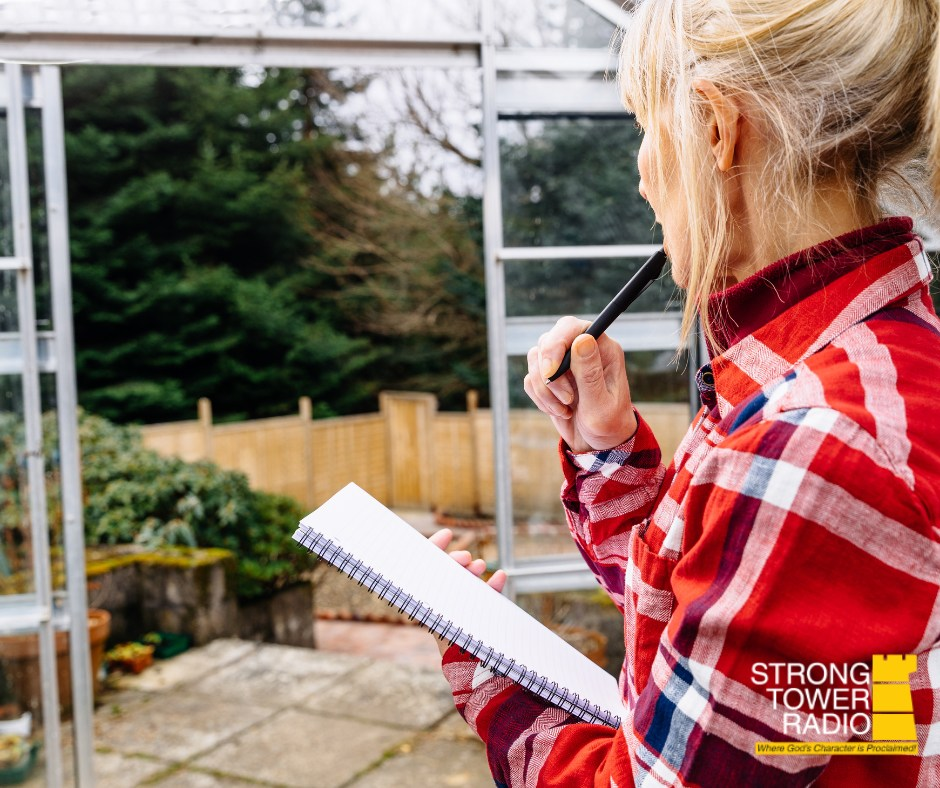 STRONG
TOWER
RADIO
Where God's Character is Proclaimed!